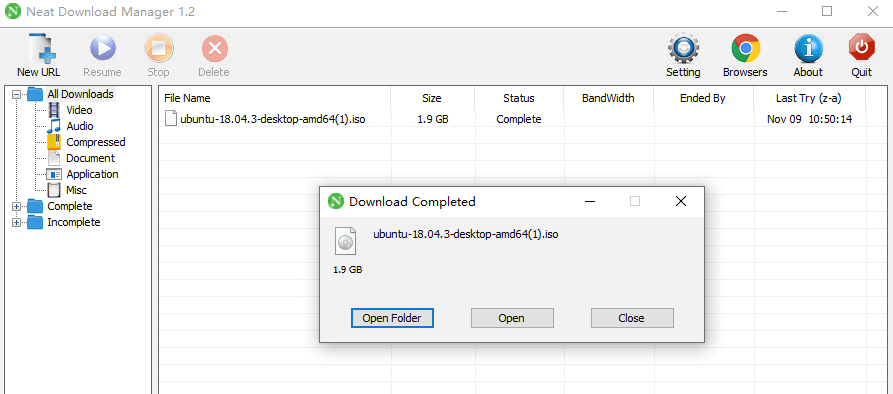 Neat Download Manager 1.2
New URL Resume Stop Delete Setting Browsers About Quit
All Downloads
Video
Audio
Compressed
Document
Application
Misc
Complete
Incomplete
File Name Size Status BandWidth Ended By Last Try (z-a)
ubuntu-18.04.3-desktop-amd64(1).iso 1.9 GB Complete Nov 09 10:50:14
Download Completed
ubuntu-18.04.3-desktop-amd64(1).iso
1.9 GB
Open Folder Open Close